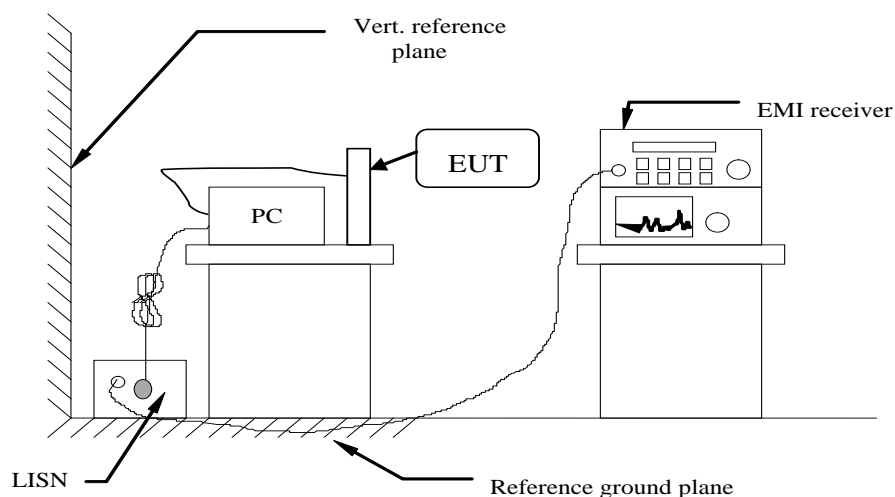 Vert. reference
plane
EMI receiver
EUT
PC
LISN
Reference ground plane